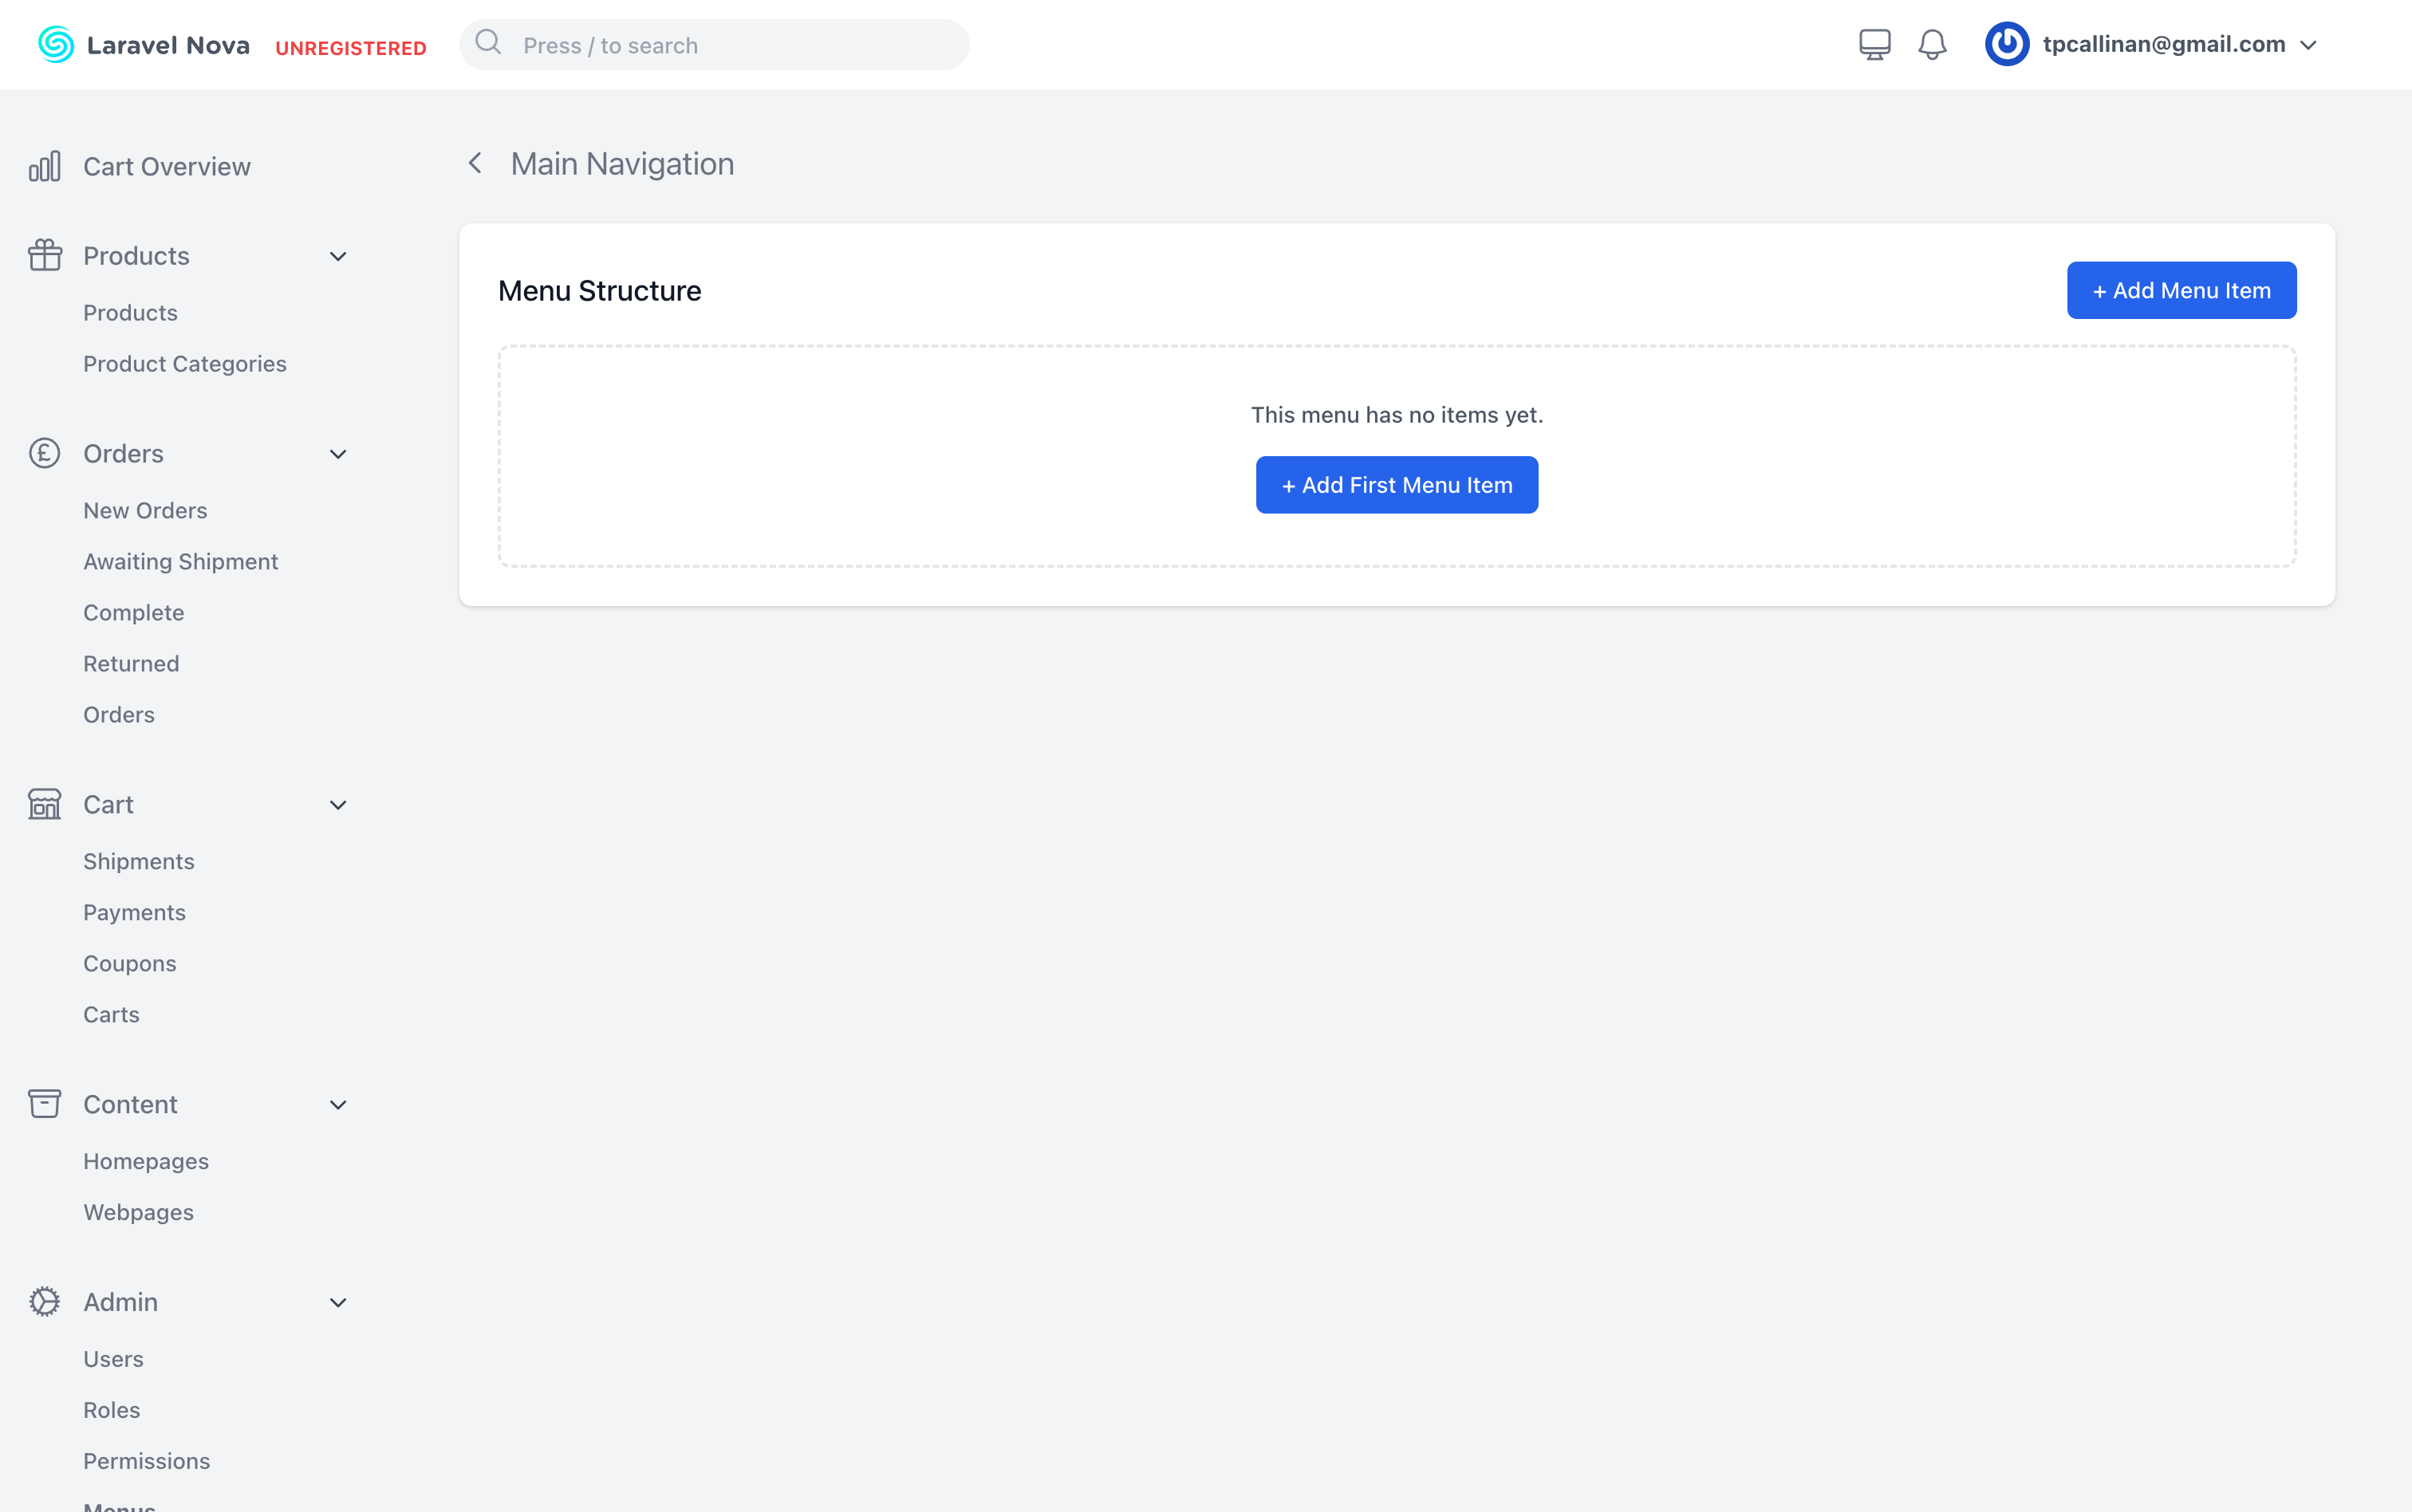 Laravel Nova UNREGISTERED
Press / to search
tpcallinan@gmail.com
Cart Overview
Products
Products
Product Categories
Orders
New Orders
Awaiting Shipment
Complete
Returned
Orders
Cart
Shipments
Payments
Coupons
Carts
Content
Homepages
Webpages
Admin
Users
Roles
Permissions
Menus
Main Navigation
Menu Structure
+ Add Menu Item
This menu has no items yet.
+ Add First Menu Item